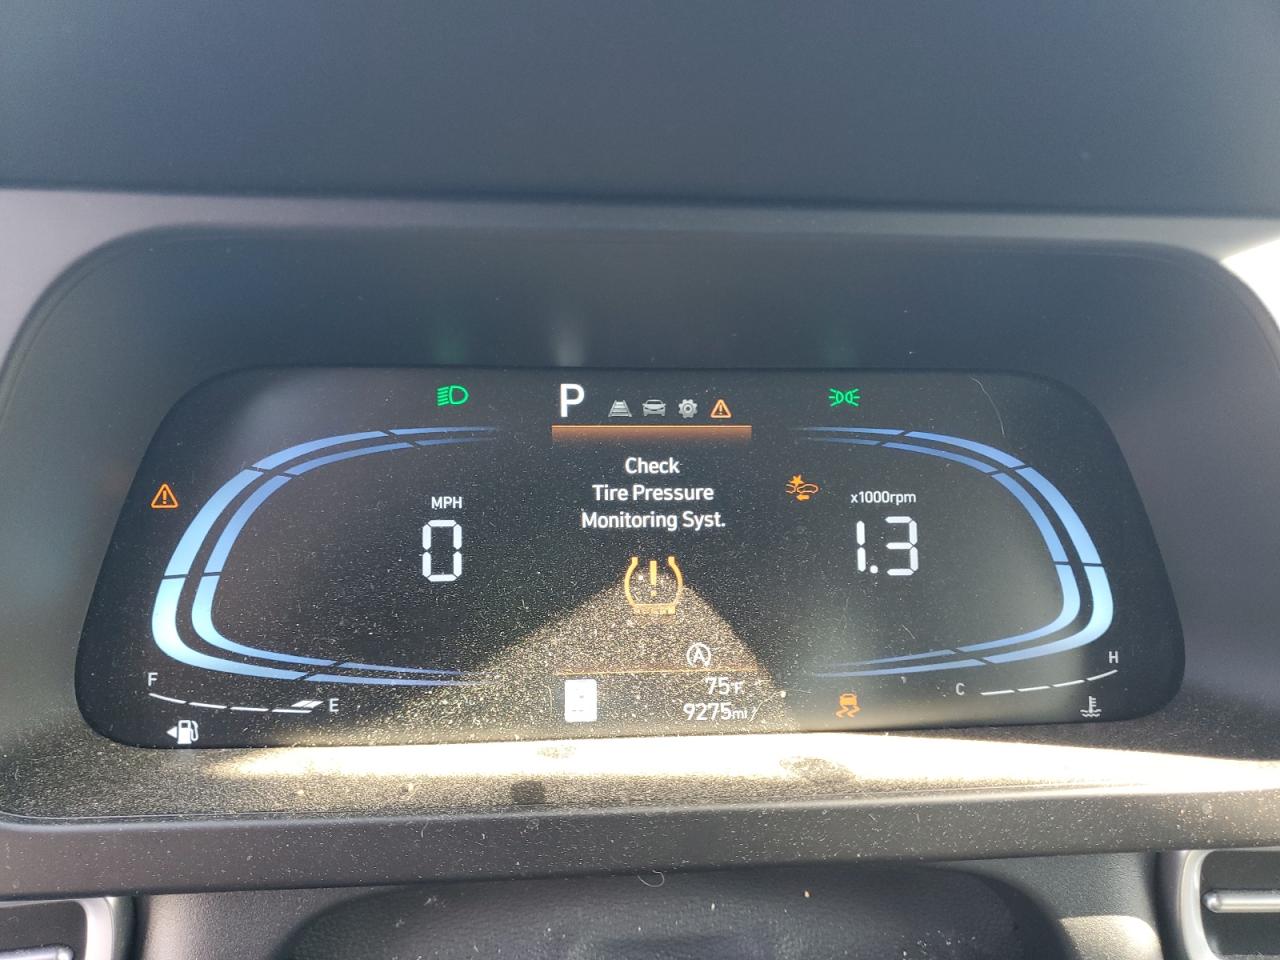 P
Check
Tire Pressure
Monitoring Syst.
MPH
0
x1000rpm
1.3
A
F
E
C
H
75°F
9275mi